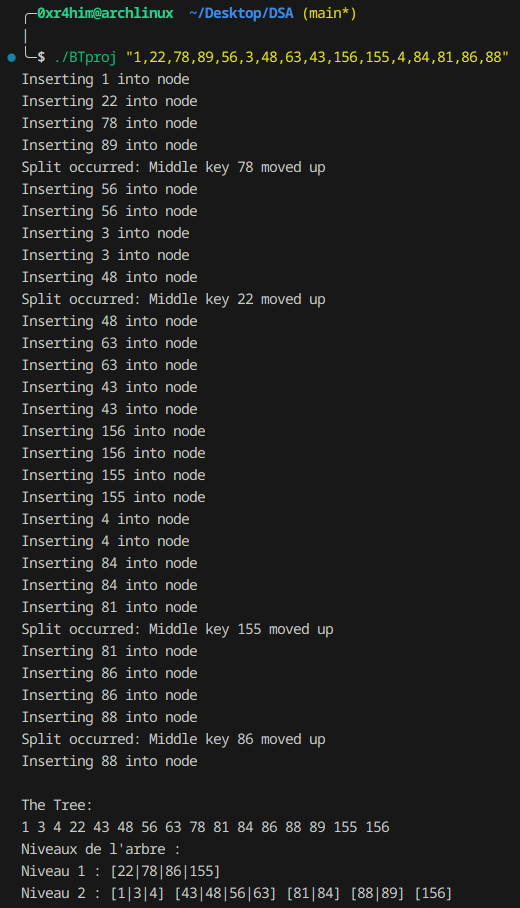 ╭─0xr4him@archlinux ~/Desktop/DSA (main*)
│
╰─$ ./BTproj "1,22,78,89,56,3,48,63,43,156,155,4,84,81,86,88"
Inserting 1 into node
Inserting 22 into node
Inserting 78 into node
Inserting 89 into node
Split occurred: Middle key 78 moved up
Inserting 56 into node
Inserting 56 into node
Inserting 3 into node
Inserting 3 into node
Inserting 48 into node
Split occurred: Middle key 22 moved up
Inserting 48 into node
Inserting 63 into node
Inserting 63 into node
Inserting 43 into node
Inserting 43 into node
Inserting 156 into node
Inserting 156 into node
Inserting 155 into node
Inserting 155 into node
Inserting 4 into node
Inserting 4 into node
Inserting 84 into node
Inserting 84 into node
Inserting 81 into node
Split occurred: Middle key 155 moved up
Inserting 81 into node
Inserting 86 into node
Inserting 86 into node
Inserting 88 into node
Split occurred: Middle key 86 moved up
Inserting 88 into node

The Tree:
1 3 4 22 43 48 56 63 78 81 84 86 88 89 155 156
Niveaux de l'arbre :
Niveau 1 : [22|78|86|155]
Niveau 2 : [1|3|4] [43|48|56|63] [81|84] [88|89] [156]